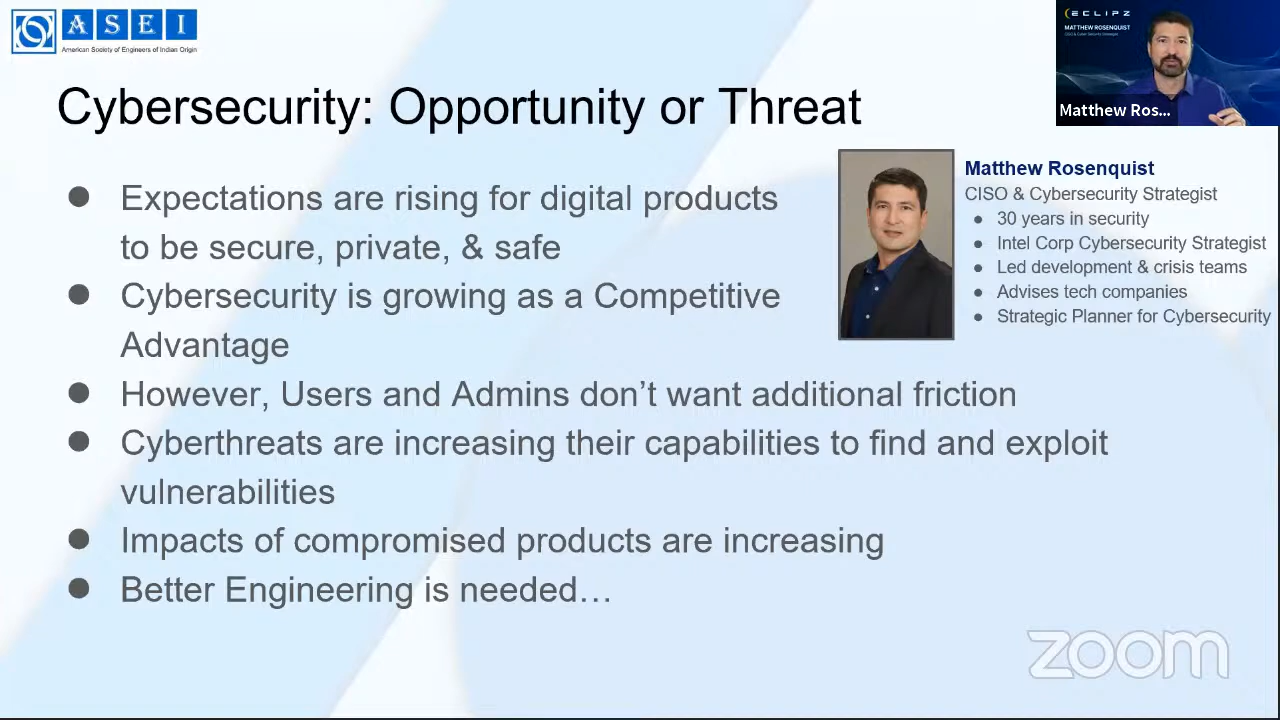 ASEI
American Society of Engineers of Indian Origin
ECLIPZ
MATTHEW ROSENQUIST
CISO & Cyber Security Strategist
Matthew Ros...
Cybersecurity: Opportunity or Threat
● Expectations are rising for digital products
to be secure, private, & safe
● Cybersecurity is growing as a Competitive
Advantage
● However, Users and Admins don’t want additional friction
● Cyberthreats are increasing their capabilities to find and exploit
vulnerabilities
● Impacts of compromised products are increasing
● Better Engineering is needed…
Matthew Rosenquist
CISO & Cybersecurity Strategist
● 30 years in security
● Intel Corp Cybersecurity Strategist
● Led development & crisis teams
● Advises tech companies
● Strategic Planner for Cybersecurity
zoom